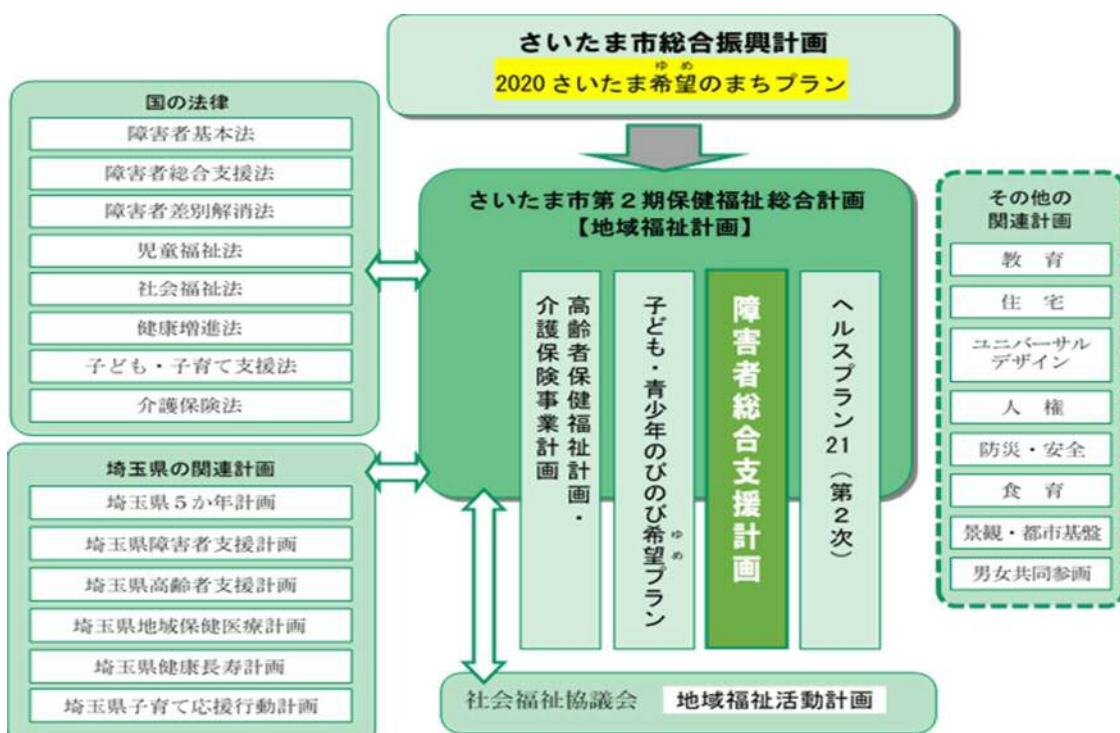 さいたま市総合振興計画
ゆめ
2020 さいたま希望のまちプラン
国の法律
障害者基本法
障害者総合支援法
障害者差別解消法
児童福祉法
社会福祉法
健康増進法
子ども・子育て支援法
介護保険法
埼玉県の関連計画
埼玉県５か年計画
埼玉県障害者支援計画
埼玉県高齢者支援計画
埼玉県地域保健医療計画
埼玉県健康長寿計画
埼玉県子育て応援行動計画
さいたま市第２期保健福祉総合計画
【地域福祉計画】
高齢者保健福祉計画・
介護保険事業計画
子ども・青少年のびのび希望プラン
ゆめ
障害者総合支援計画
ヘルスプラン21（第２次）
社会福祉協議会 地域福祉活動計画
その他の
関連計画
教 育
住 宅
ユニバーサル
デザイン
人 権
防災・安全
食 育
景観・都市基盤
男女共同参画